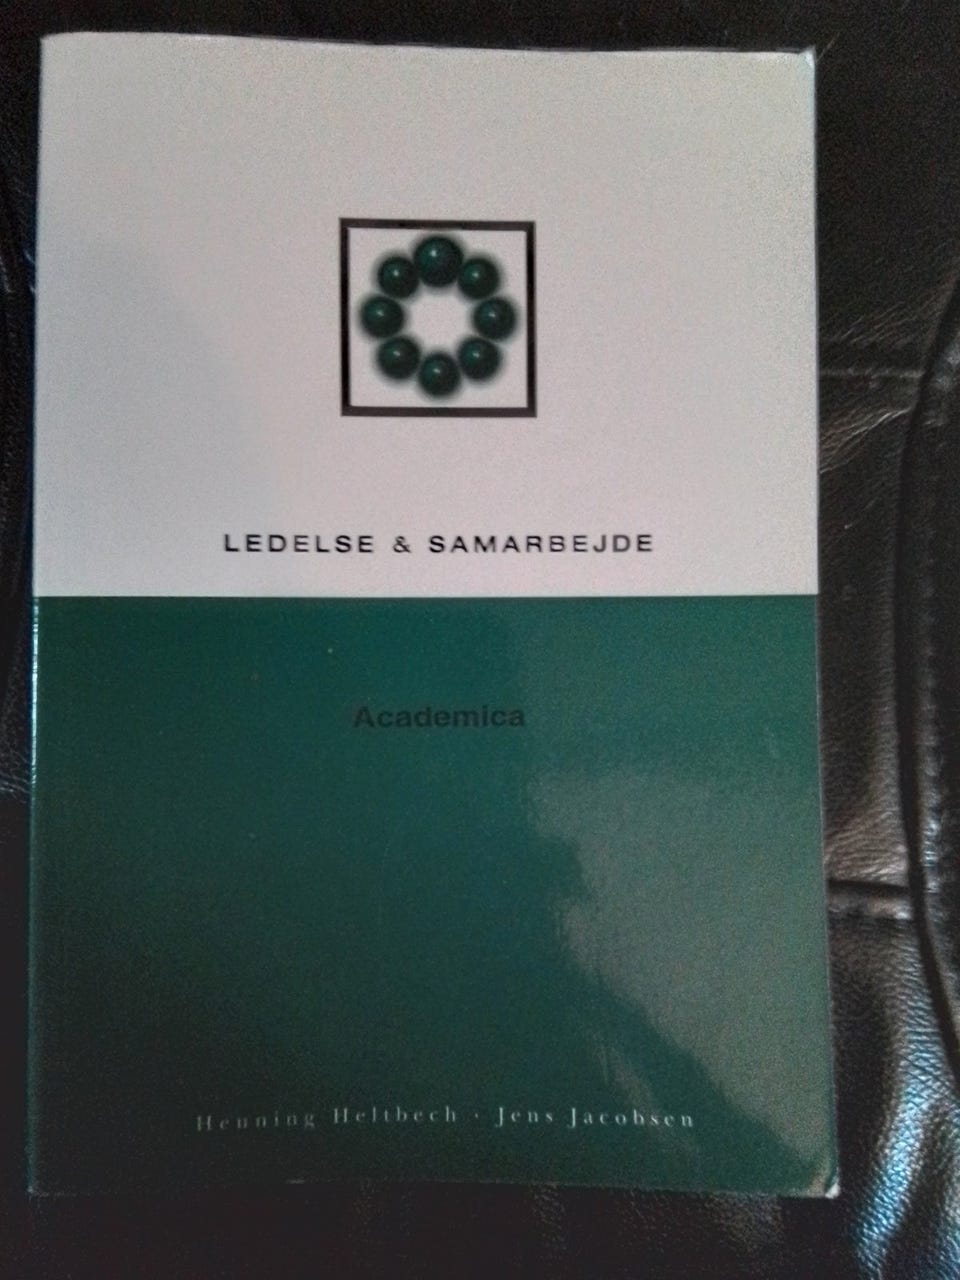 LEDELSE & SAMARBEJDE
Academica
Henning Heltbech · Jens Jacobsen